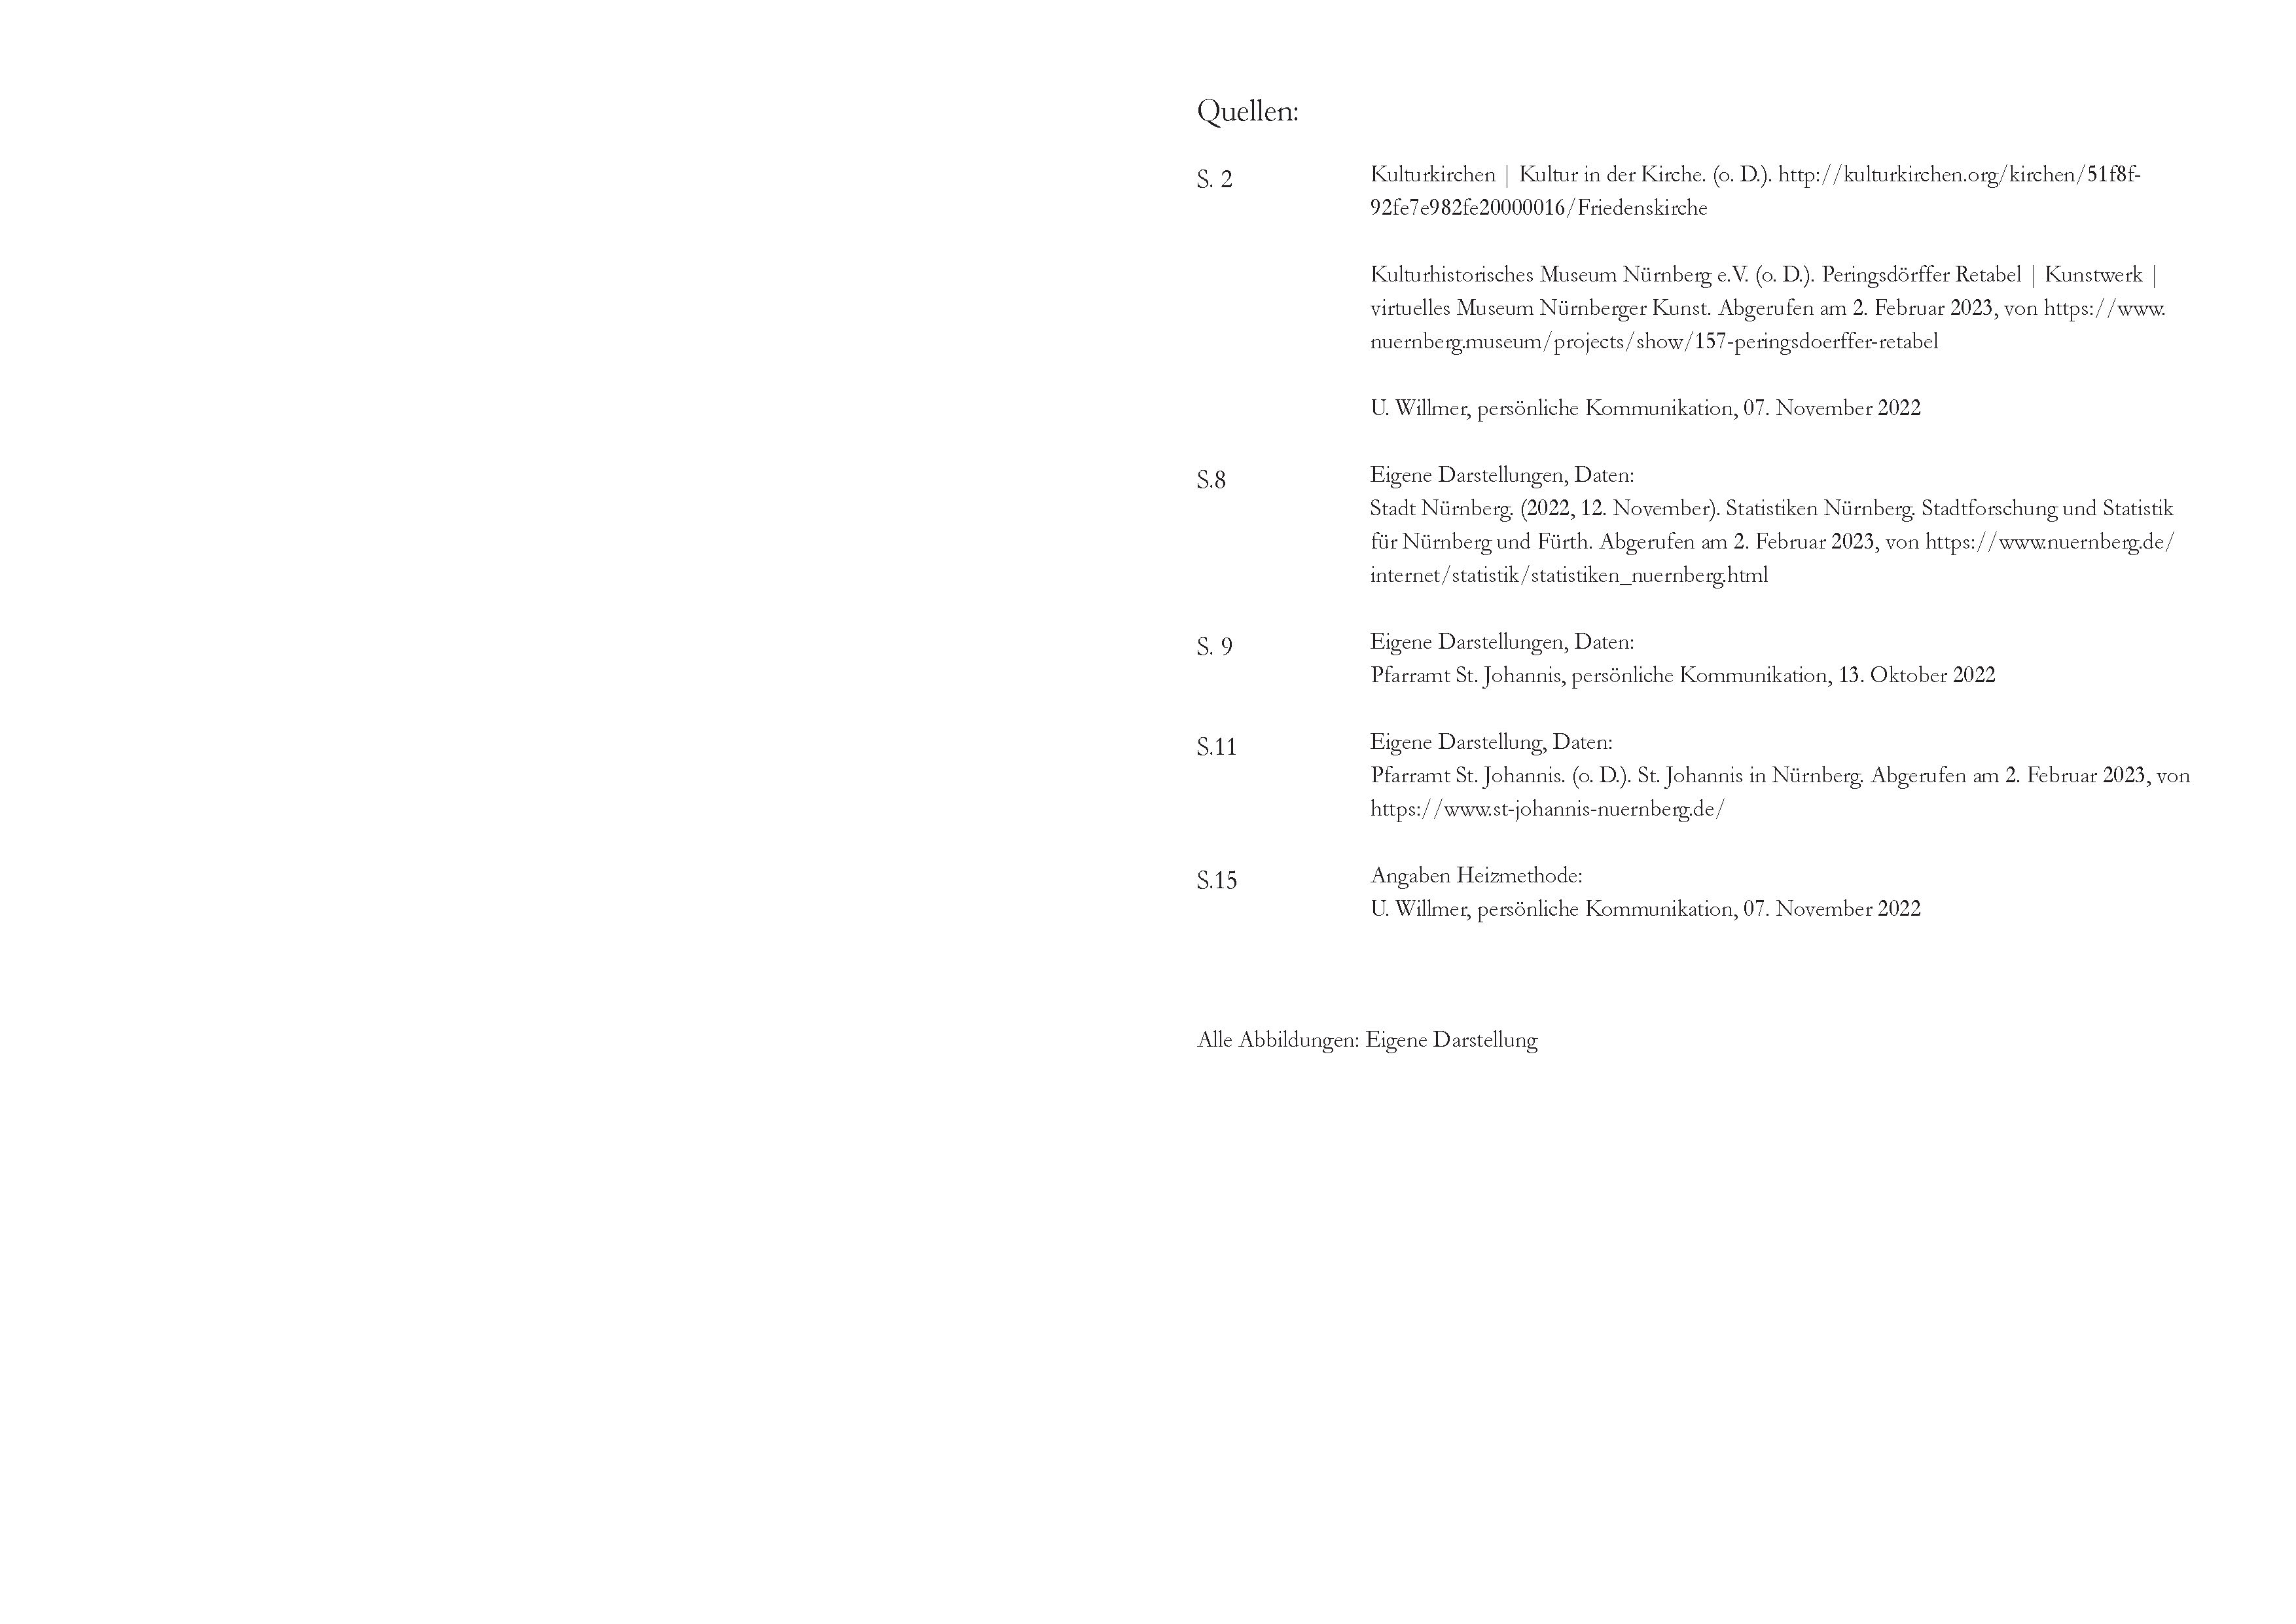 Quellen:
S. 2
Kulturkirchen | Kultur in der Kirche. (o. D.). http://kulturkirchen.org/kirchen/51f8f-
92fe7e982fe20000016/Friedenskirche
Kulturhistorisches Museum Nürnberg e.V. (o. D.). Peringsdörffer Retabel | Kunstwerk |
virtuelles Museum Nürnberger Kunst. Abgerufen am 2. Februar 2023, von https://www.
nuernberg.museum/projects/show/157-peringsdoerffer-retabel
U. Willmer, persönliche Kommunikation, 07. November 2022
S.8
Eigene Darstellungen, Daten:
Stadt Nürnberg. (2022, 12. November). Statistiken Nürnberg. Stadtforschung und Statistik
für Nürnberg und Fürth. Abgerufen am 2. Februar 2023, von https://www.nuernberg.de/
internet/statistik/statistiken_nuernberg.html
S. 9
Eigene Darstellungen, Daten:
Pfarramt St. Johannis, persönliche Kommunikation, 13. Oktober 2022
S.11
Eigene Darstellung, Daten:
Pfarramt St. Johannis. (o. D.). St. Johannis in Nürnberg. Abgerufen am 2. Februar 2023, von
https://www.st-johannis-nuernberg.de/
S.15
Angaben Heizmethode:
U. Willmer, persönliche Kommunikation, 07. November 2022
Alle Abbildungen: Eigene Darstellung